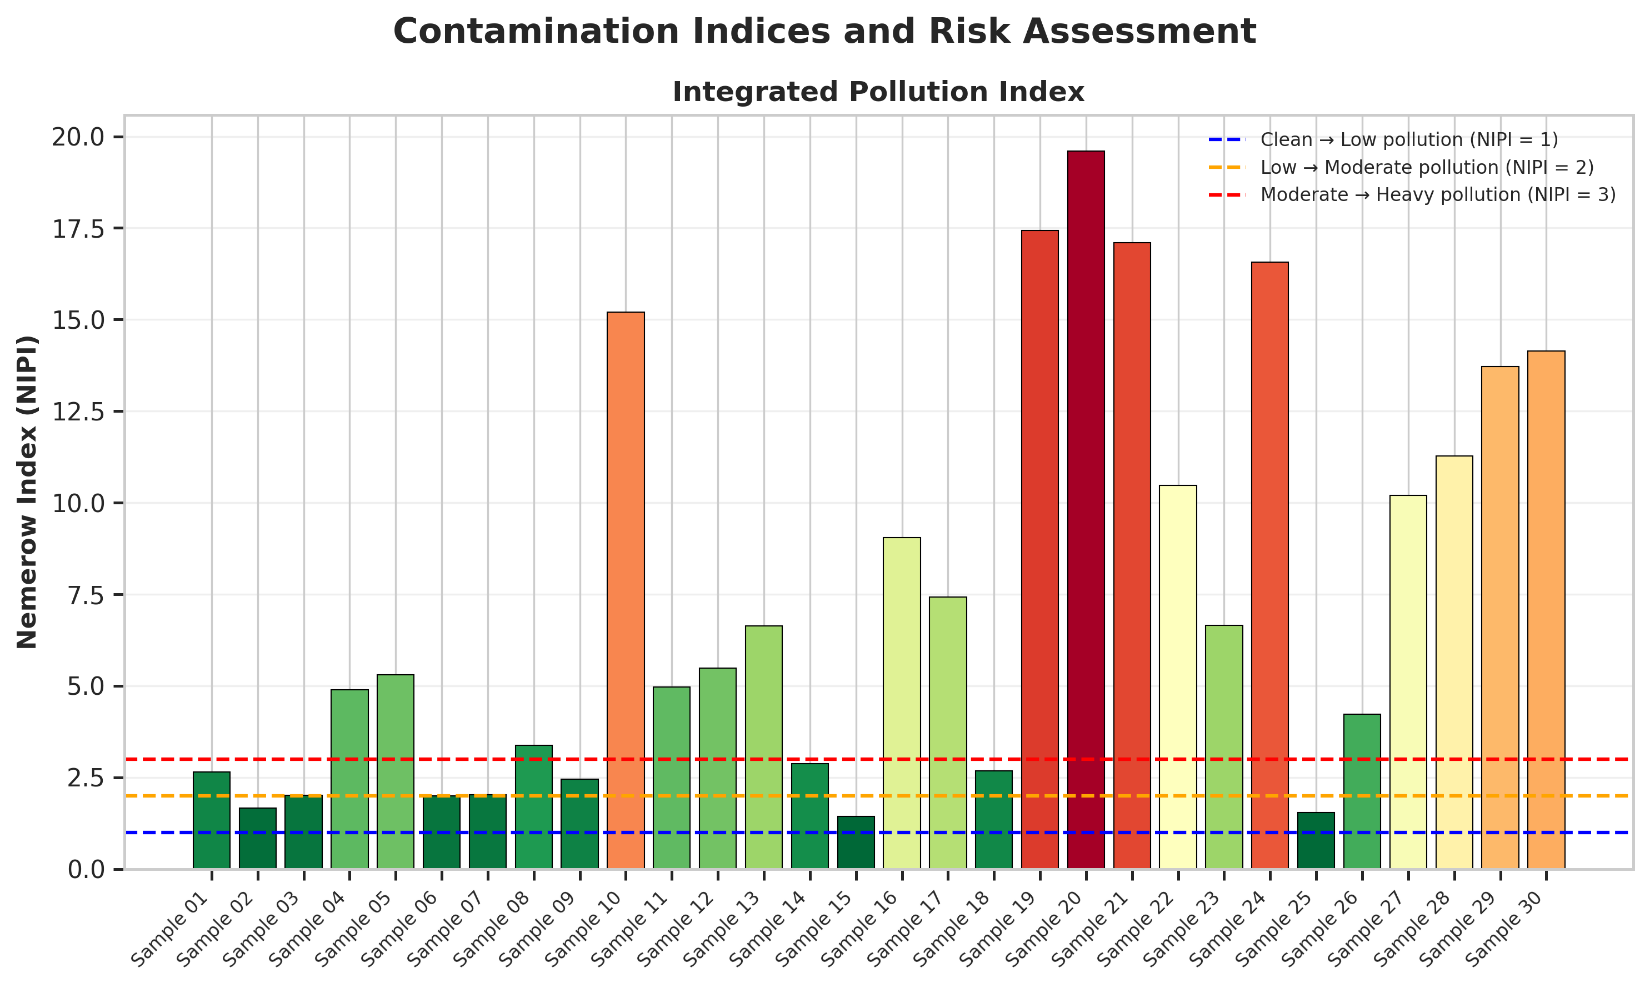 Contamination Indices and Risk Assessment
Integrated Pollution Index
Clean → Low pollution (NIPI = 1)
Low → Moderate pollution (NIPI = 2)
Moderate → Heavy pollution (NIPI = 3)
Nemerow Index (NIPI)
20.0
17.5
15.0
12.5
10.0
7.5
5.0
2.5
0.0
Sample 01
Sample 02
Sample 03
Sample 04
Sample 05
Sample 06
Sample 07
Sample 08
Sample 09
Sample 10
Sample 11
Sample 12
Sample 13
Sample 14
Sample 15
Sample 16
Sample 17
Sample 18
Sample 19
Sample 20
Sample 21
Sample 22
Sample 23
Sample 24
Sample 25
Sample 26
Sample 27
Sample 28
Sample 29
Sample 30